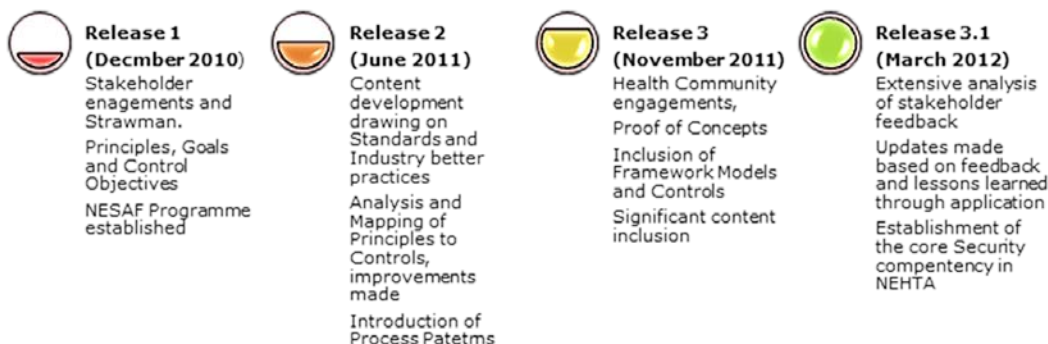 Release 1
(Decmber 2010)
Stakeholder
enagements and
Strawman.
Principles, Goals
and Control
Objectives
NESAF Programme
established
Release 2
(June 2011)
Content
development
drawing on
Standards and
Industry better
practices
Analysis and
Mapping of
Principles to
Controls,
improvements
made
Introduction of
Process Patetms
Release 3
(November 2011)
Health Community
engagements,
Proof of Concepts
Inclusion of
Framework Models
and Controls
Significant content
inclusion
Release 3.1
(March 2012)
Extensive analysis
of stakeholder
feedback
Updates made
based on feedback
and lessons learned
through application
Establishment of
the core Security
compentency in
NEHTA